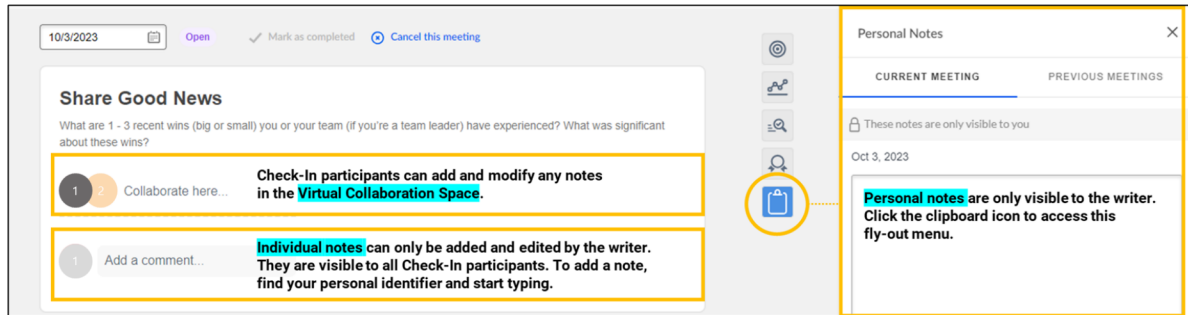 10/3/2023
Open
Mark as completed
Cancel this meeting
Share Good News
What are 1 - 3 recent wins (big or small) you or your team (if you're a team leader) have experienced? What was significant
about these wins?
1
2
Collaborate here...
Check-In participants can add and modify any notes
in the Virtual Collaboration Space.
1
Add a comment...
Individual notes can only be added and edited by the writer.
They are visible to all Check-In participants. To add a note,
find your personal identifier and start typing.
Personal Notes
CURRENT MEETING
PREVIOUS MEETINGS
These notes are only visible to you
Oct 3, 2023
Personal notes are only visible to the writer.
Click the clipboard icon to access this
fly-out menu.